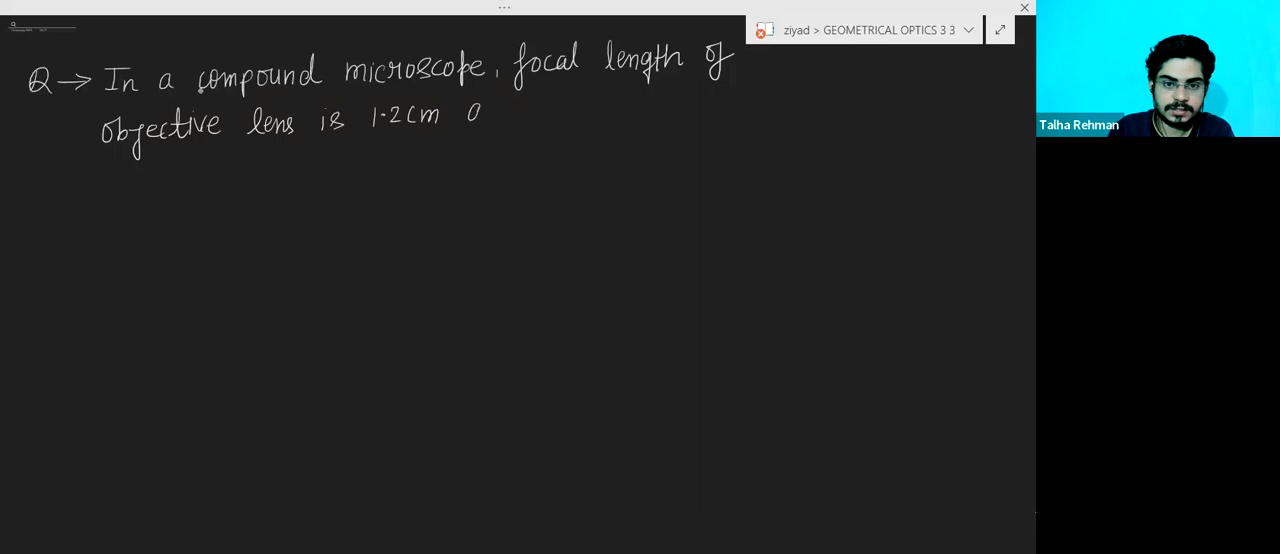 ziyad > GEOMETRICAL OPTICS 3 3
Q → In a compound microscope, focal length of
objective lens is 1.2cm
Talha Rehman